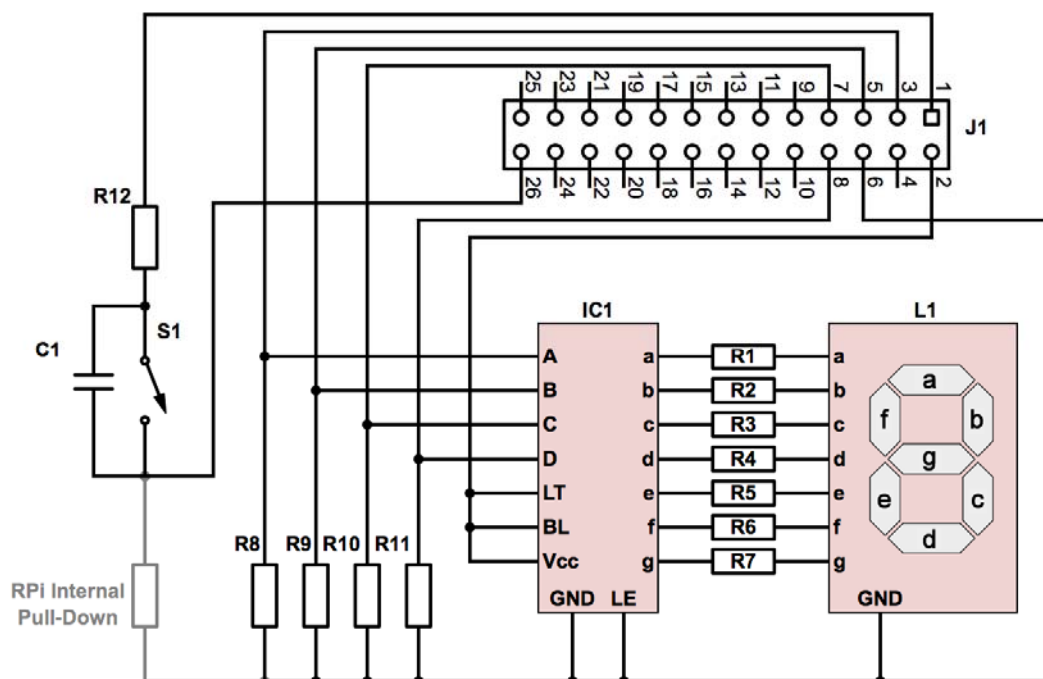 25 23 21 19 17 15 13 11 9 7 5 3 1
J1
26 24 22 20 18 16 14 12 10 8 6 4 2
R12
S1
C1
IC1
L1
A a R1 a
B b R2 b
C c R3 c
D d R4 d
LT e R5 e
BL f R6 f
Vcc g R7 g
GND LE
GND
a
f b
g
e c
d
R8 R9 R10 R11
RPi Internal
Pull-Down